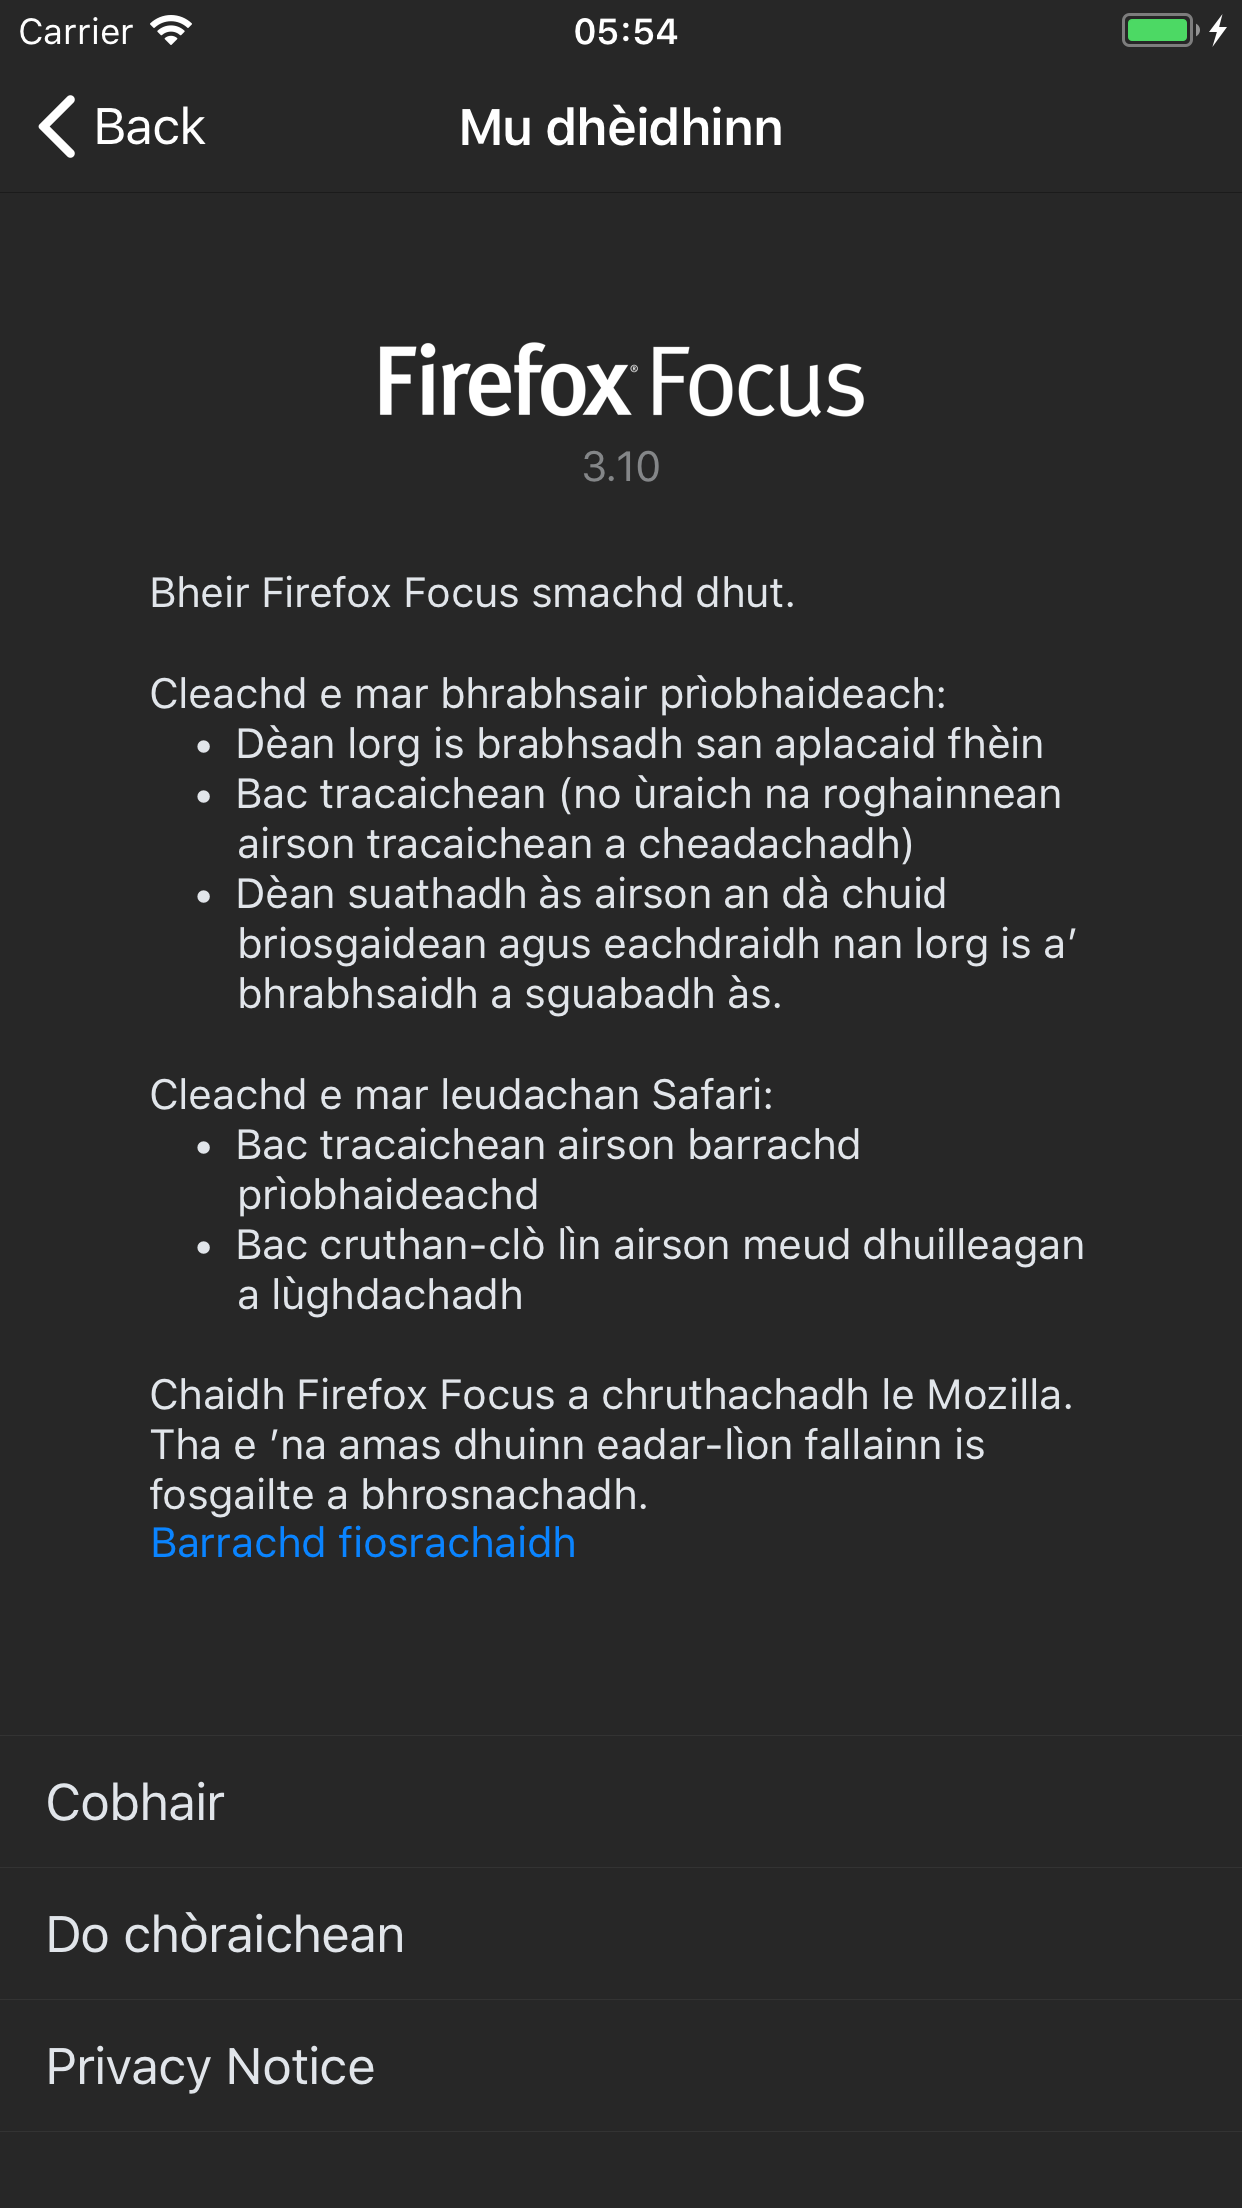 Carrier
05:54
Back
Mu dhèidhinn
Firefox® Focus
3.10
Bheir Firefox Focus smachd dhut.
Cleachd e mar bhrabhsair prìobhaideach:
• Dèan lorg is brabhsadh san aplacaid fhèin
• Bac tracaichean (no ùraich na roghainnean
airson tracaichean a cheadachadh)
• Dèan suathadh às airson an dà chuid
briosgaidean agus eachdraidh nan lorg is a’
bhrabhsaidh a sguabadh às.
Cleachd e mar leudachan Safari:
• Bac tracaichean airson barrachd
prìobhaideachd
• Bac cruthan-clò lìn airson meud dhuilleagan
a lùghdachadh
Chaidh Firefox Focus a chruthachadh le Mozilla.
Tha e ’na amas dhuinn eadar-lìon fallainn is
fosgailte a bhrosnachadh.
Barrachd fiosrachaidh
Cobhair
Do chòraichean
Privacy Notice